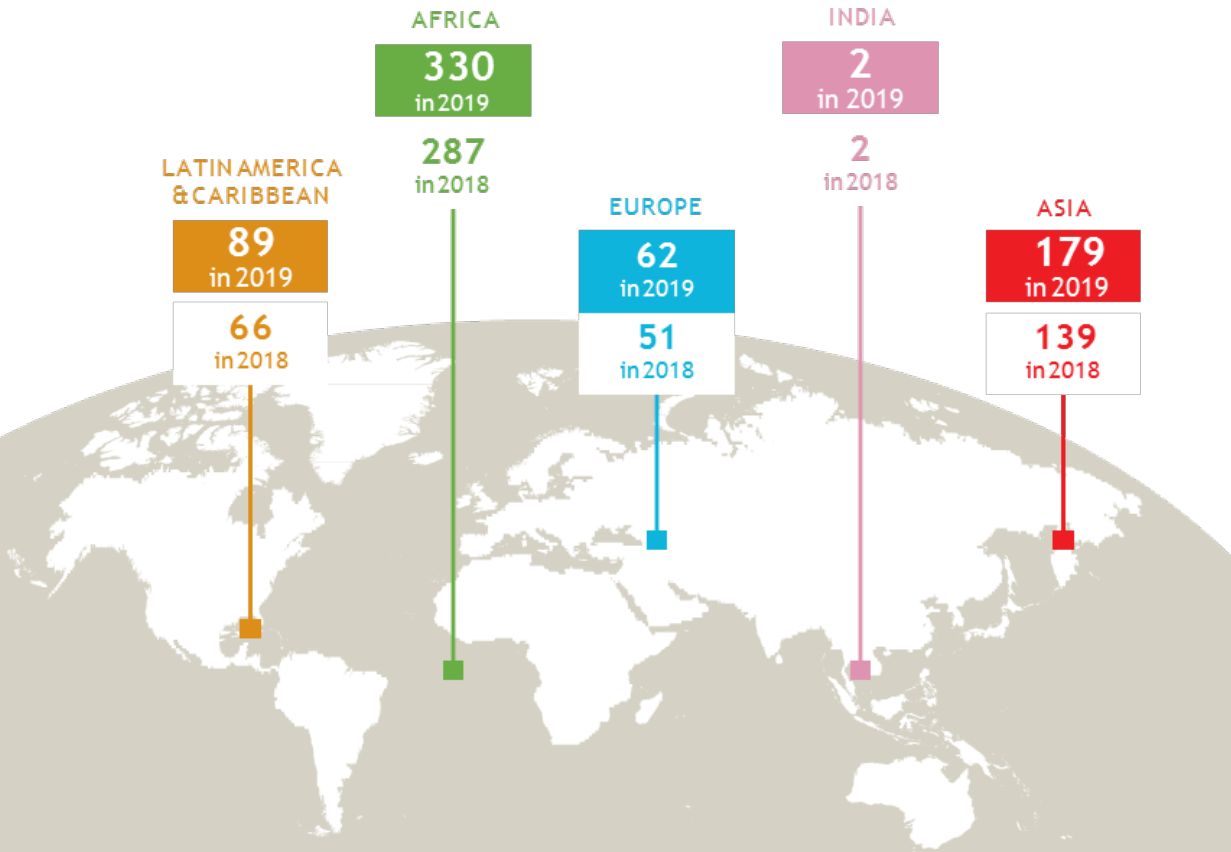 AFRICA
330
in 2019
287
in 2018
INDIA
2
in 2019
2
in 2018
LATIN AMERICA
& CARIBBEAN
89
in 2019
66
in 2018
EUROPE
62
in 2019
51
in 2018
ASIA
179
in 2019
139
in 2018